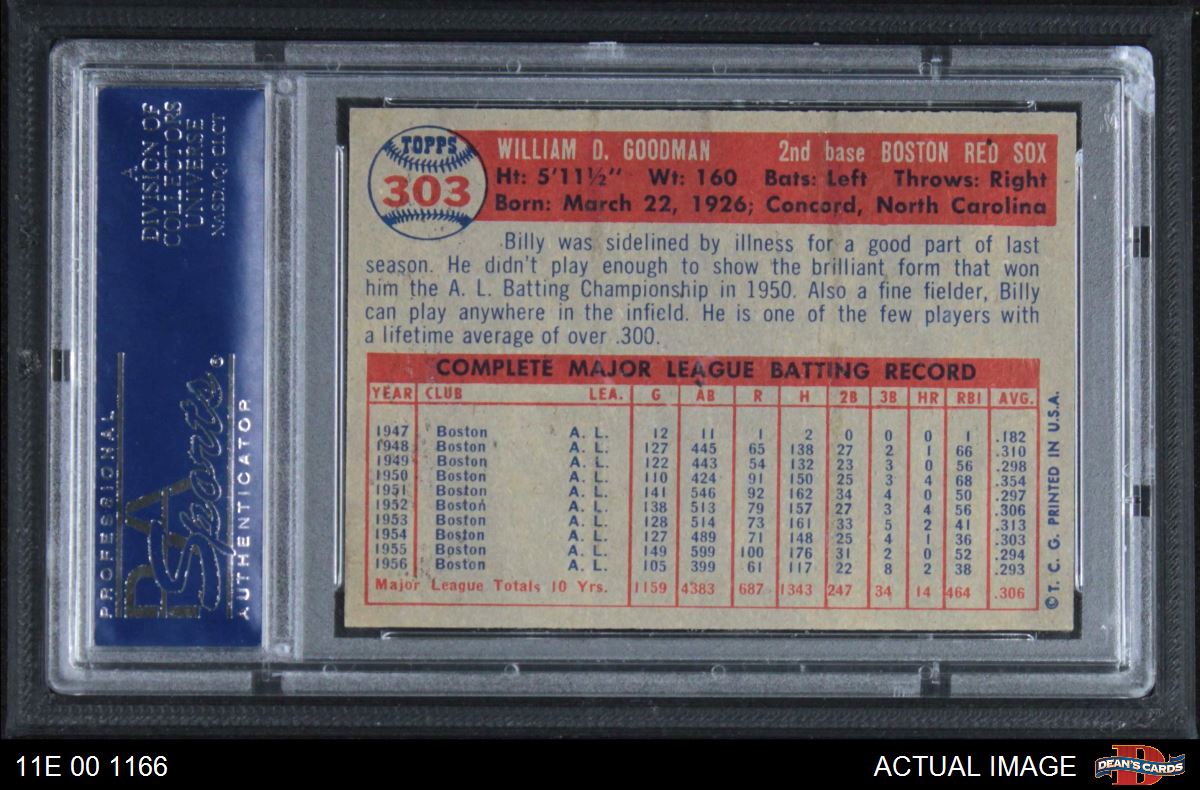 A
DIVISION OF
COLLECTORS
UNIVERSE
NASDAQ: CLCT
PROFESSIONAL
PSA
Sports®
AUTHENTICATOR
TOPPS
303
WILLIAM D. GOODMAN 2nd base BOSTON RED SOX
Ht: 5'11½" Wt: 160 Bats: Left Throws: Right
Born: March 22, 1926; Concord, North Carolina
Billy was sidelined by illness for a good part of last
season. He didn't play enough to show the brilliant form that won
him the A. L. Batting Championship in 1950. Also a fine fielder, Billy
can play anywhere in the infield. He is one of the few players with
a lifetime average of over .300.
COMPLETE MAJOR LEAGUE BATTING RECORD
YEAR CLUB LEA. G AB R H 2B 3B HR RBI AVG.
1947 Boston A. L. 12 11 1 2 0 0 0 1 .182
1948 Boston A. L. 127 445 65 138 27 2 1 66 .310
1949 Boston A. L. 122 443 54 132 23 3 0 56 .298
1950 Boston A. L. 110 424 91 150 25 3 4 68 .354
1951 Boston A. L. 141 546 92 162 34 4 0 50 .297
1952 Boston A. L. 138 513 79 157 27 3 4 56 .306
1953 Boston A. L. 128 514 73 161 33 5 2 41 .313
1954 Boston A. L. 127 489 71 148 25 4 1 36 .303
1955 Boston A. L. 149 599 100 176 31 2 0 52 .294
1956 Boston A. L. 105 399 61 117 22 8 2 38 .293
Major League Totals 10 Yrs. 1159 4383 687 1343 247 34 14 464 .306
© T. C. G. PRINTED IN U.S.A.
11E 00 1166
ACTUAL IMAGE
D
DEAN'S CARDS